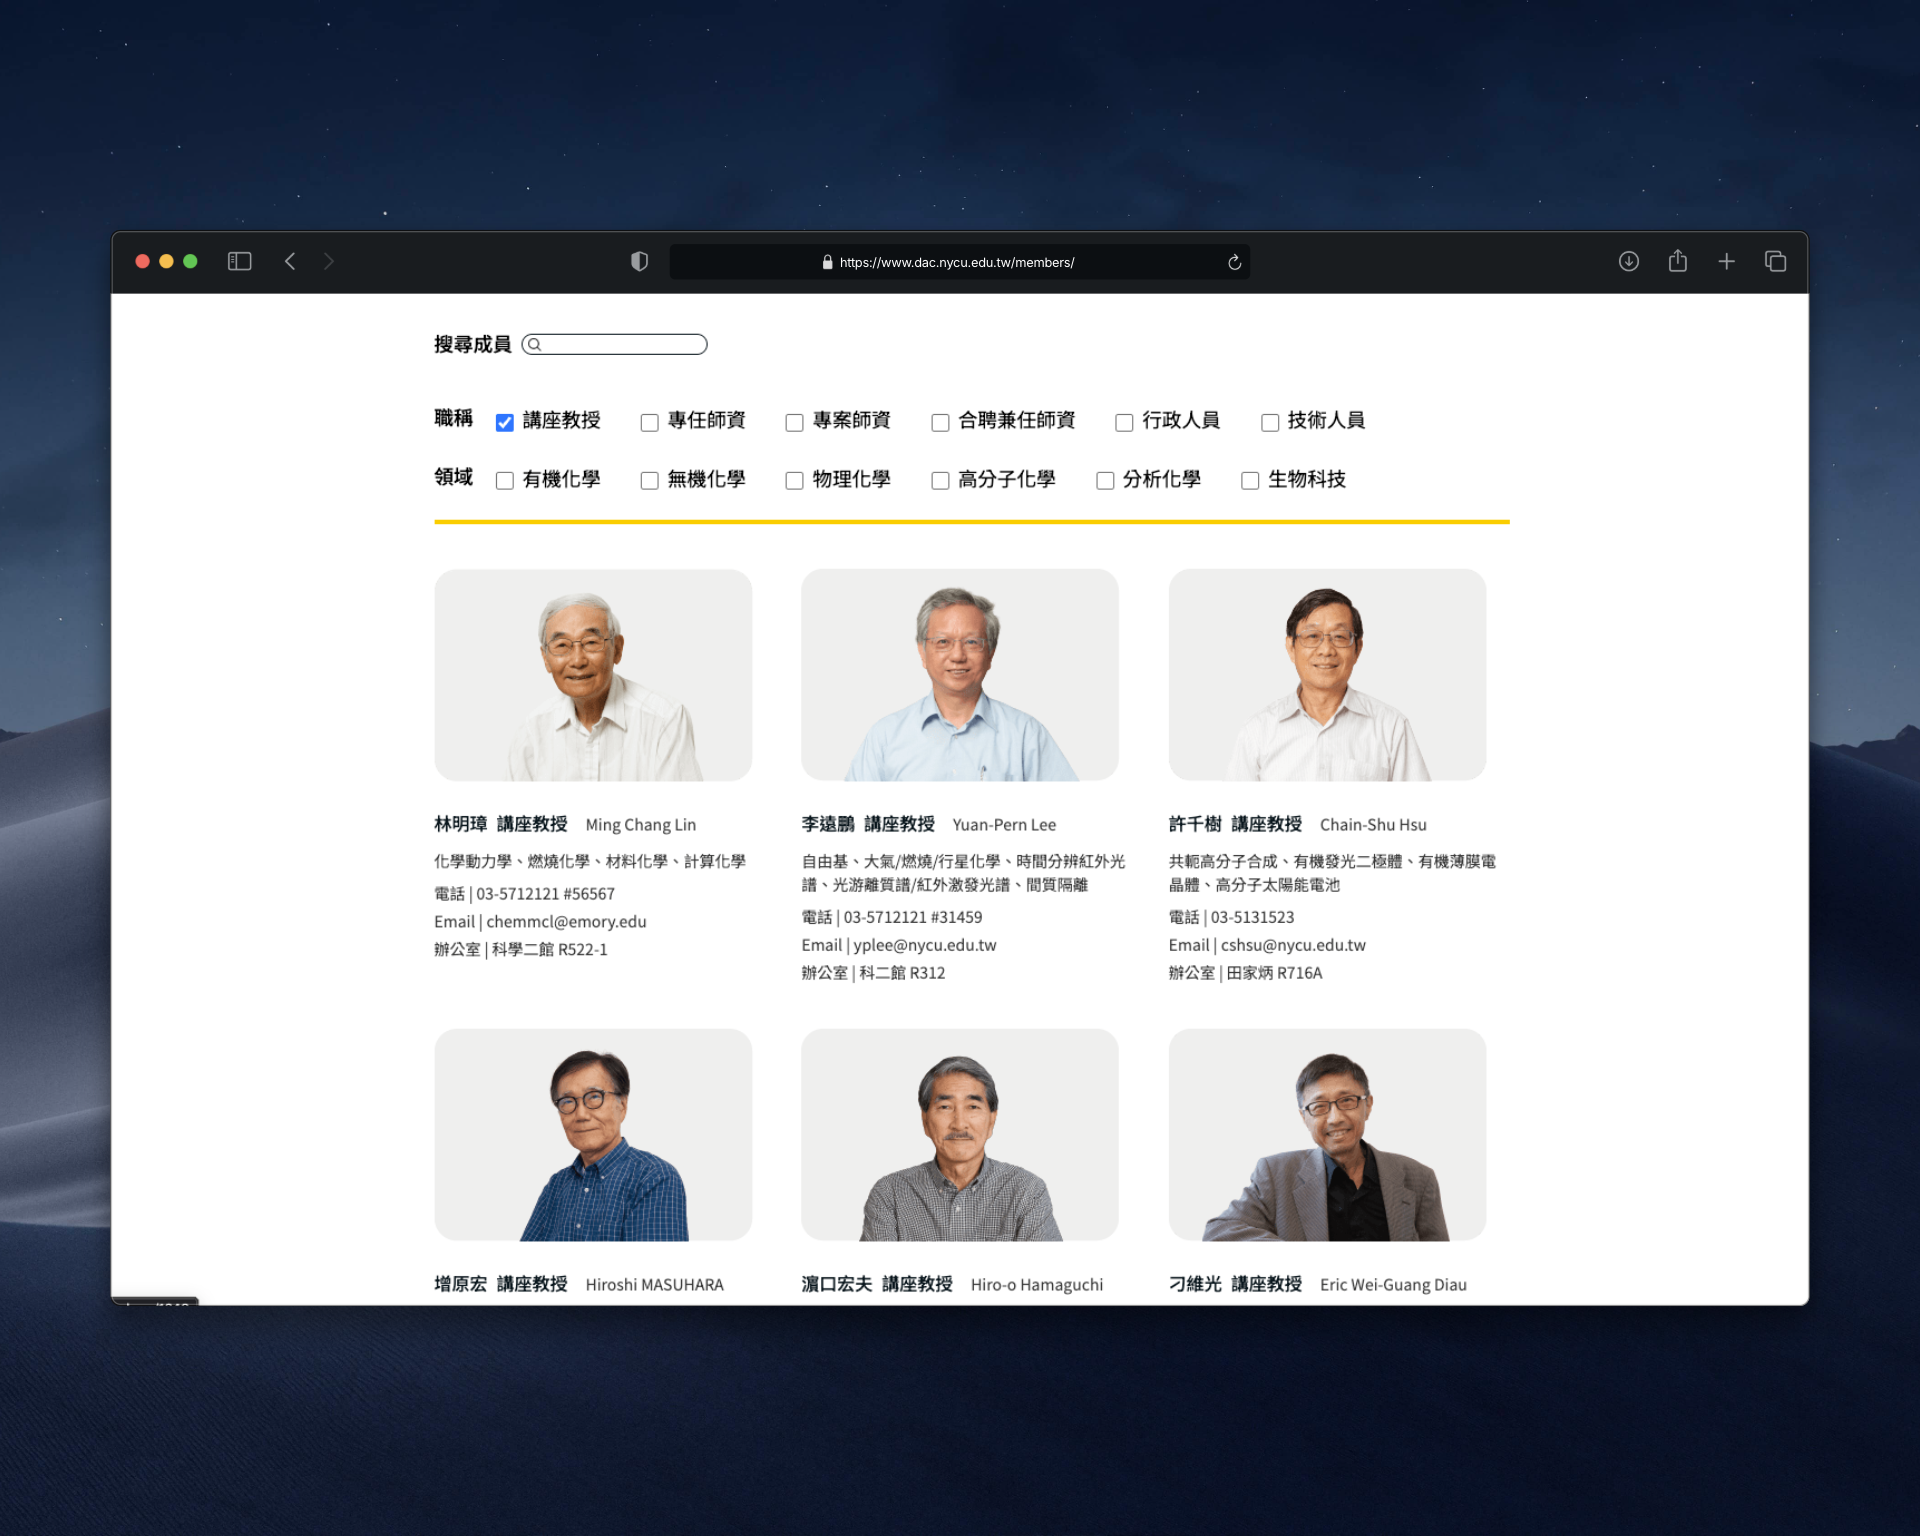 https://www.dac.nycu.edu.tw/members/
搜尋成員
職稱 講座教授 專任師資 專案師資 合聘兼任師資 行政人員 技術人員
領域 有機化學 無機化學 物理化學 高分子化學 分析化學 生物科技
林明璋 講座教授 Ming Chang Lin
化學動力學、燃燒化學、材料化學、計算化學
電話 | 03-5712121 #56567
Email | chemmcl@emory.edu
辦公室 | 科學二館 R522-1
李遠鵬 講座教授 Yuan-Pern Lee
自由基、大氣/燃燒/行星化學、時間分辨紅外光
譜、光游離質譜/紅外激發光譜、間質隔離
電話 | 03-5712121 #31459
Email | yplee@nycu.edu.tw
辦公室 | 科二館 R312
許千樹 講座教授 Chain-Shu Hsu
共軛高分子合成、有機發光二極體、有機薄膜電
晶體、高分子太陽能電池
電話 | 03-5131523
Email | cshsu@nycu.edu.tw
辦公室 | 田家炳 R716A
增原宏 講座教授 Hiroshi MASUHARA
濵口宏夫 講座教授 Hiro-o Hamaguchi
刁維光 講座教授 Eric Wei-Guang Diau